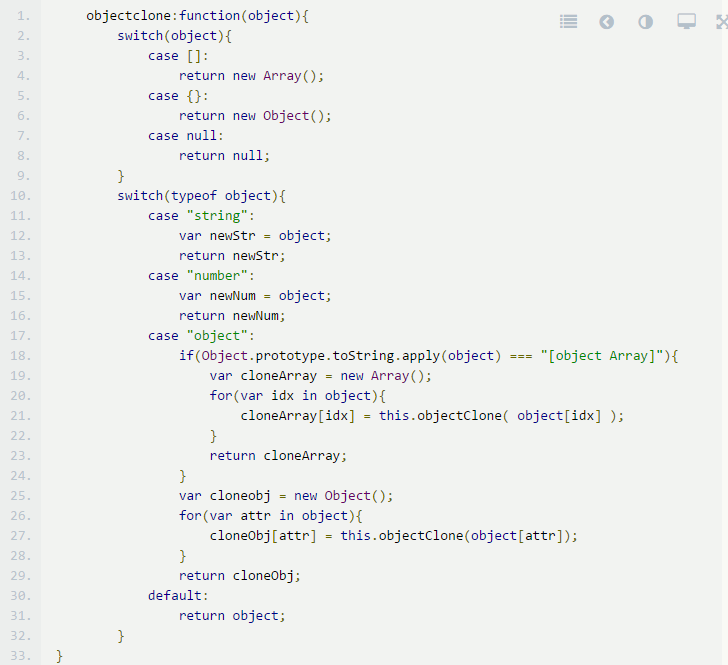 1. objectclone:function(object){
2. switch(object){
3. case []:
4. return new Array();
5. case {}:
6. return new Object();
7. case null:
8. return null;
9. }
10. switch(typeof object){
11. case "string":
12. var newStr = object;
13. return newStr;
14. case "number":
15. var newNum = object;
16. return newNum;
17. case "object":
18. if(Object.prototype.toString.apply(object) === "[object Array]"){
19. var cloneArray = new Array();
20. for(var idx in object){
21. cloneArray[idx] = this.objectClone( object[idx] );
22. }
23. return cloneArray;
24. }
25. var cloneobj = new Object();
26. for(var attr in object){
27. cloneObj[attr] = this.objectClone(object[attr]);
28. }
29. return cloneObj;
30. default:
31. return object;
32. }
33. }